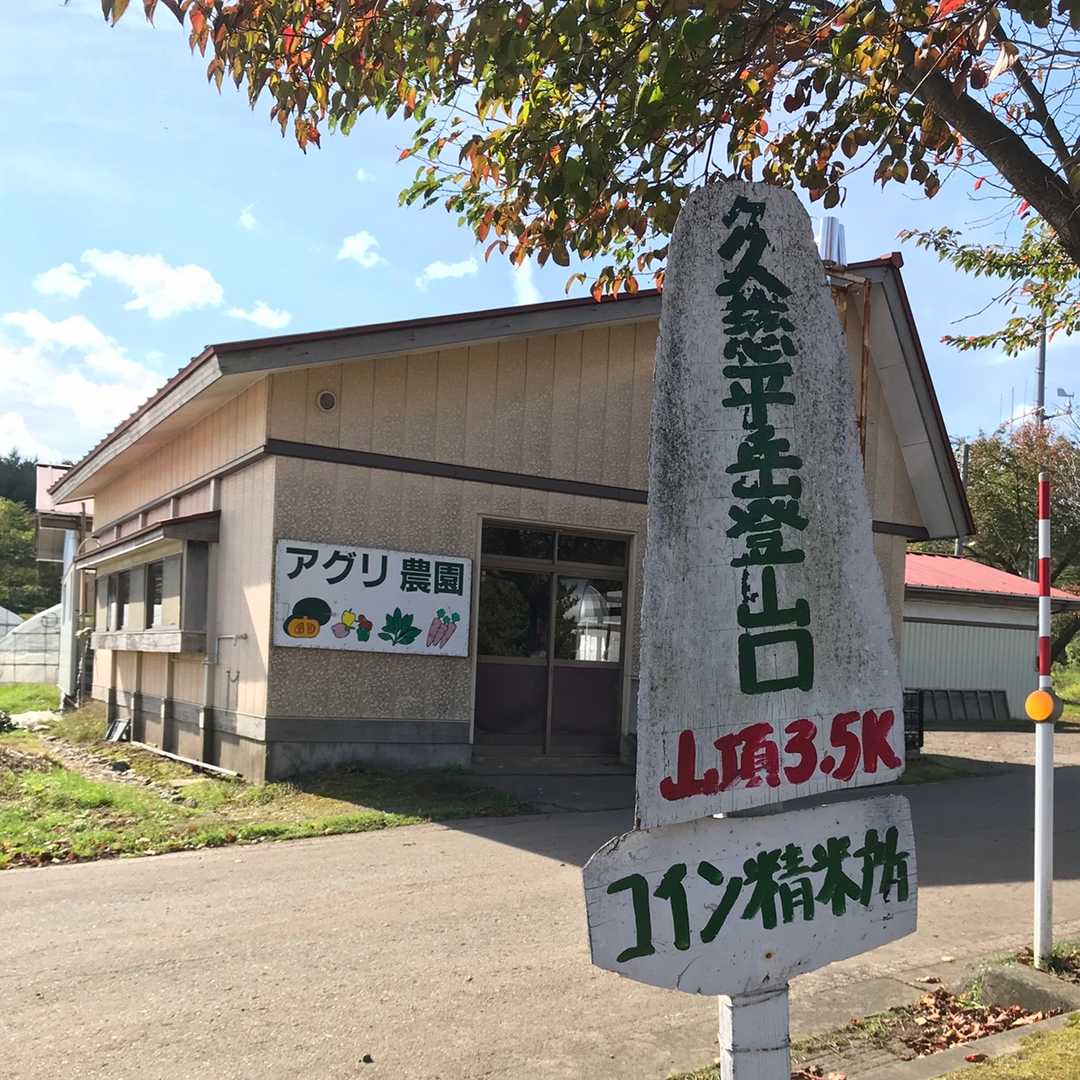 アグリ農園
久慈平岳登山口
山頂3.5K
コイン精米所